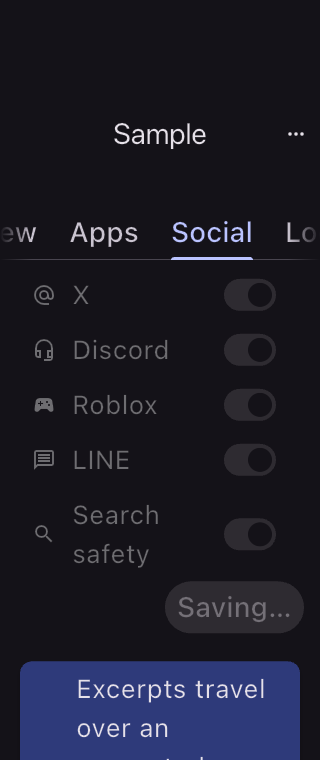 Sample
ew Apps Social Lo
X
Discord
Roblox
LINE
Search
safety
Saving...
Excerpts travel
over an